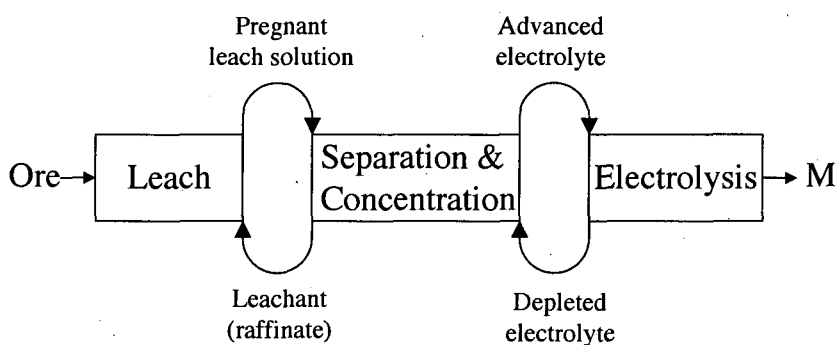 Pregnant
leach solution
Advanced
electrolyte
Ore
Leach
Separation &
Concentration
Electrolysis
M
Leachant
(raffinate)
Depleted
electrolyte